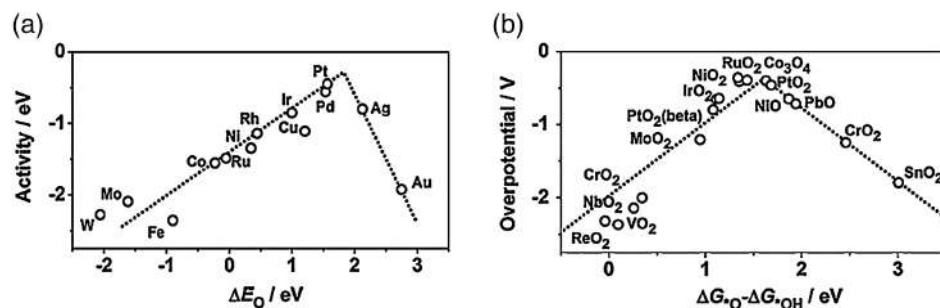 (a)
Activity / eV
0
-1
-2
Pt
Pd
Ag
Ir
Rh
Cu
Ni
Co
Ru
Au
Mo
W
Fe
-2 -1 0 1 2 3
ΔE_O / eV
(b)
Overpotential / V
0
-1
-2
RuO₂ Co₃O₄
NiO₂
PtO₂
IrO₂
NiO PbO
PtO₂(beta)
MoO₂
CrO₂
CrO₂
SnO₂
NbO₂
VO₂
ReO₂
0 1 2 3
ΔG*O-ΔG*OH / eV